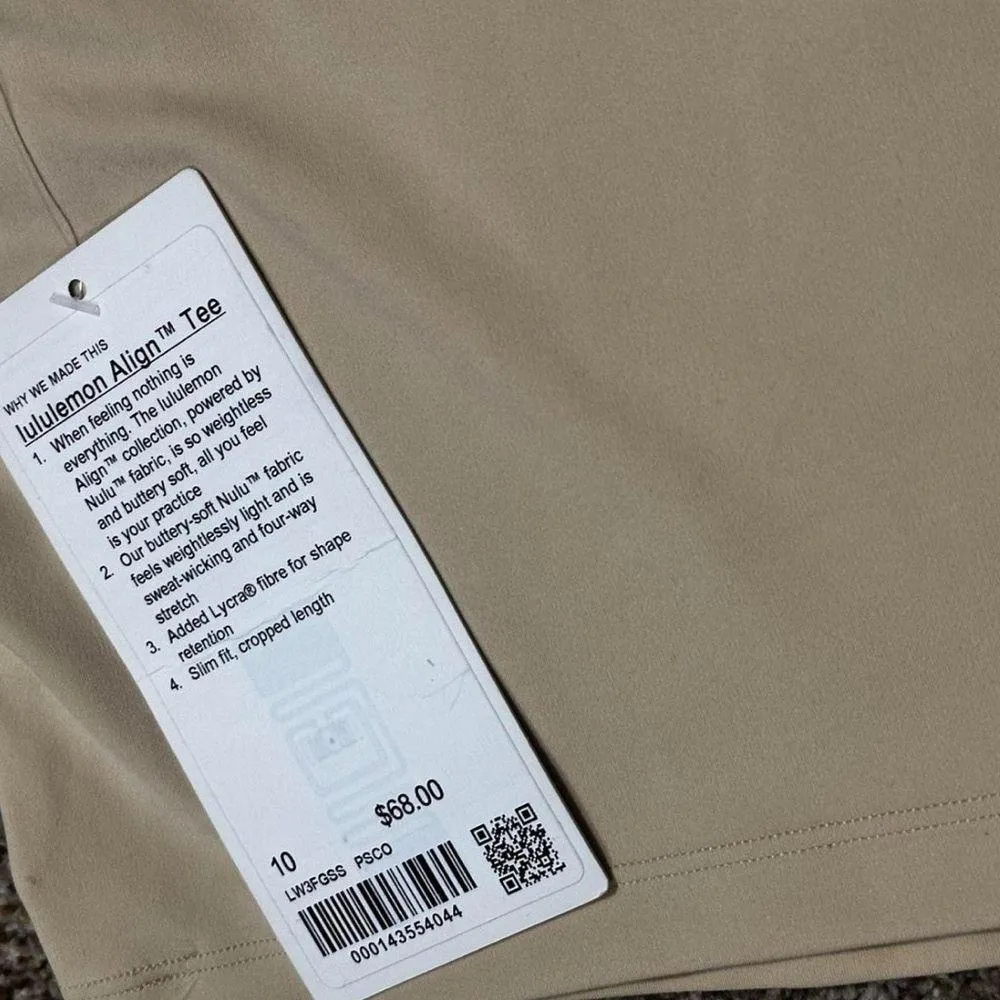 WHY WE MADE THIS
lululemon Align™ Tee
1. When feeling nothing is
everything. The lululemon
Align™ collection, powered by
Nulu™ fabric, is so weightless
and buttery soft, all you feel
is your practice
2. Our buttery-soft Nulu™ fabric
feels weightlessly light and is
sweat-wicking and four-way
stretch
3. Added Lycra® fibre for shape
retention
4. Slim fit, cropped length
$68.00
10
LW3FGSS PSCO
000143554044